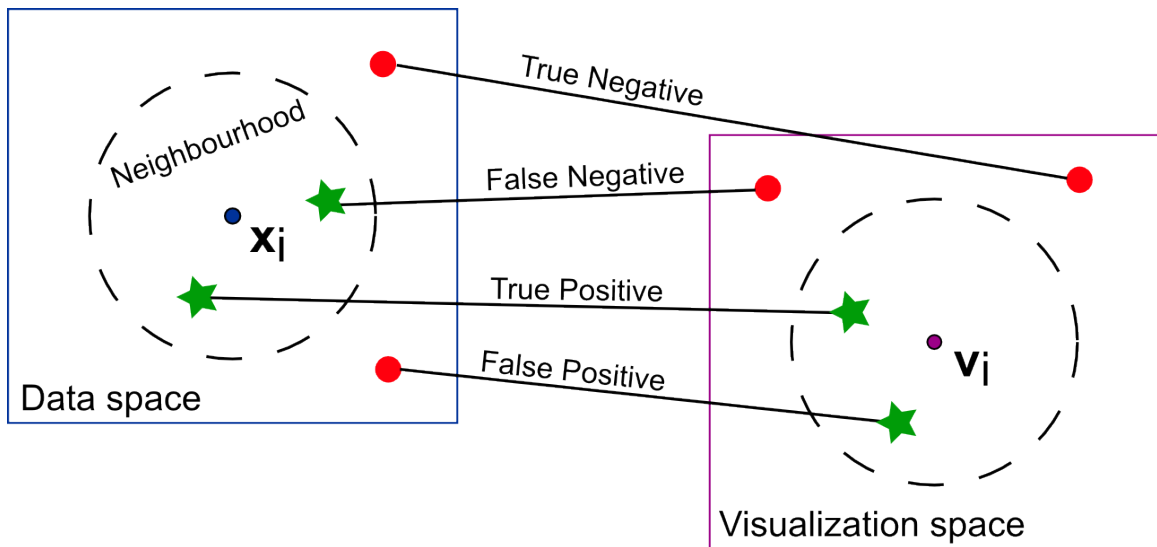 True Negative
Neighbourhood
False Negative
xi
True Positive
False Positive
vi
Data space
Visualization space